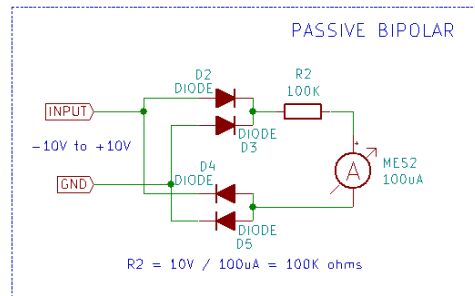 PASSIVE BIPOLAR
D2
DIODE
R2
100K
INPUT
-10V to +10V
DIODE
D3
D4
DIODE
GND
+
A
MES2
100uA
DIODE
D5
R2 = 10V / 100uA = 100K ohms